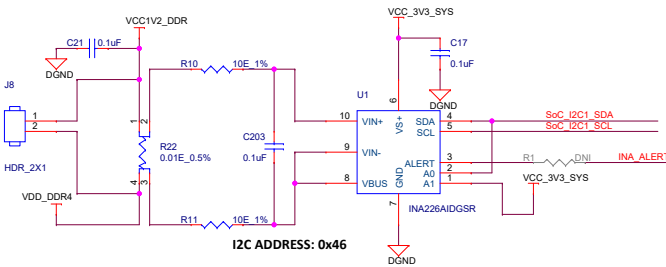 VCC1V2_DDR
VCC_3V3_SYS
C21 0.1uF
DGND
C17
0.1uF
DGND
J8
1
2
HDR_2X1
R10 10E_1%
1 2
R22
0.01E_0.5%
4 3
C203
0.1uF
VDD_DDR4
R11 10E_1%
U1
6
10 VIN+ VS+ SDA 4 SoC_I2C1_SDA
SCL 5 SoC_I2C1_SCL
9 VIN-
ALERT 3 R1 DNI INA_ALERT
8 VBUS GND A0 2
A1 1 VCC_3V3_SYS
7
INA226AIDGSR
DGND
I2C ADDRESS: 0x46